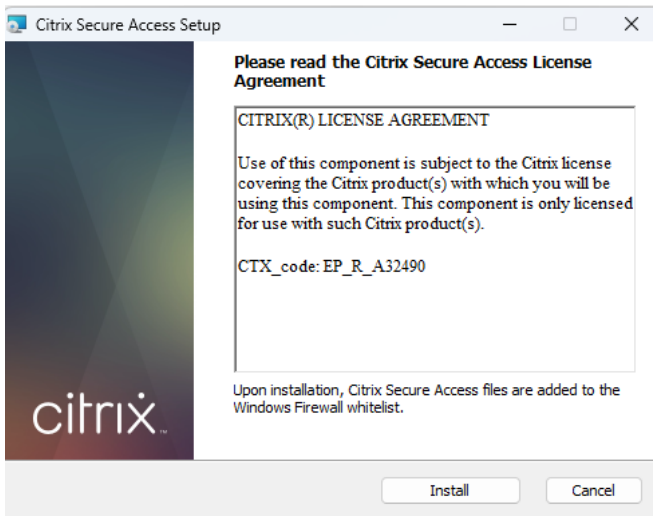 Citrix Secure Access Setup
Please read the Citrix Secure Access License
Agreement
CITRIX(R) LICENSE AGREEMENT
Use of this component is subject to the Citrix license
covering the Citrix product(s) with which you will be
using this component. This component is only licensed
for use with such Citrix product(s).
CTX_code: EP_R_A32490
Upon installation, Citrix Secure Access files are added to the
Windows Firewall whitelist.
citrix™
Install
Cancel